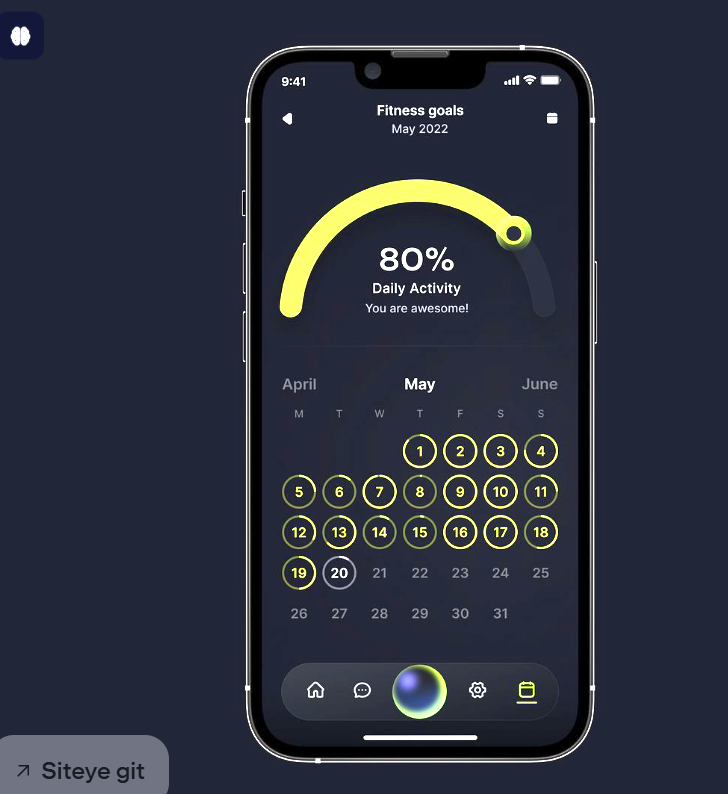 9:41
Fitness goals
May 2022
80%
Daily Activity
You are awesome!
April May June
M T W T F S S
1 2 3 4
5 6 7 8 9 10 11
12 13 14 15 16 17 18
19 20 21 22 23 24 25
26 27 28 29 30 31
Siteye git